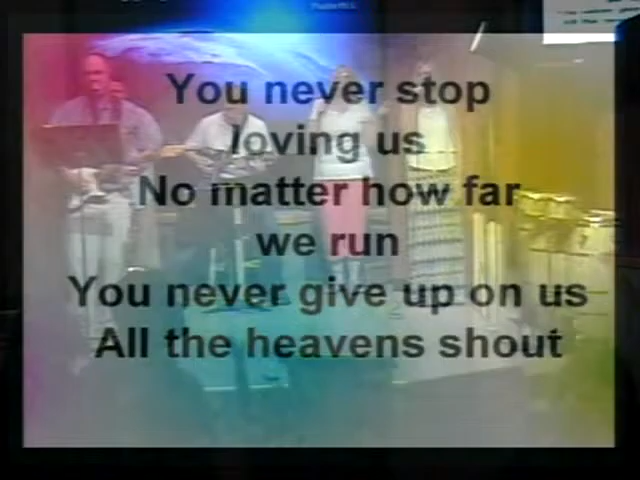 You never stop
loving us
No matter how far
we run
You never give up on us
All the heavens shout